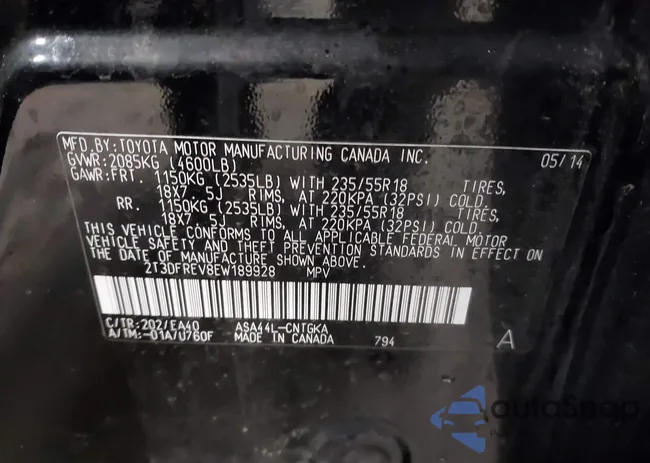 MFD.BY:TOYOTA MOTOR MANUFACTURING CANADA INC. 05/14
GVWR:2085KG (4600LB)
GAWR:FRT. 1150KG (2535LB) WITH 235/55R18 TIRES,
18X7.5J RIMS, AT 220KPA (32PSI) COLD.
RR. 1150KG (2535LB) WITH 235/55R18 TIRES,
18X7.5J RIMS, AT 220KPA (32PSI) COLD.
THIS VEHICLE CONFORMS TO ALL APPLICABLE FEDERAL MOTOR
VEHICLE SAFETY AND THEFT PREVENTION STANDARDS IN EFFECT ON
THE DATE OF MANUFACTURE SHOWN ABOVE.
2T3DFREV8EW189928 MPV
C/TR:202/EA40 ASA44L-CNTGKA
A/TM:-01A/U760F MADE IN CANADA 794 A
autoSnap